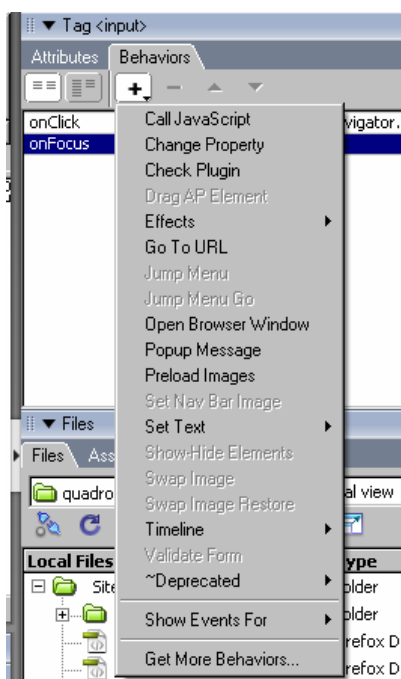 Tag <input>
Attributes Behaviors
onClick vigator.
onFocus
Call JavaScript
Change Property
Check Plugin
Drag AP Element
Effects
Go To URL
Jump Menu
Jump Menu Go
Open Browser Window
Popup Message
Preload Images
Set Nav Bar Image
Set Text
Show-Hide Elements
Swap Image
Swap Image Restore
Timeline
Validate Form
~Deprecated
Show Events For
Get More Behaviors...
Files
Files Ass
quadro al view
Local Files ype
Site older
older
refox D
refox D